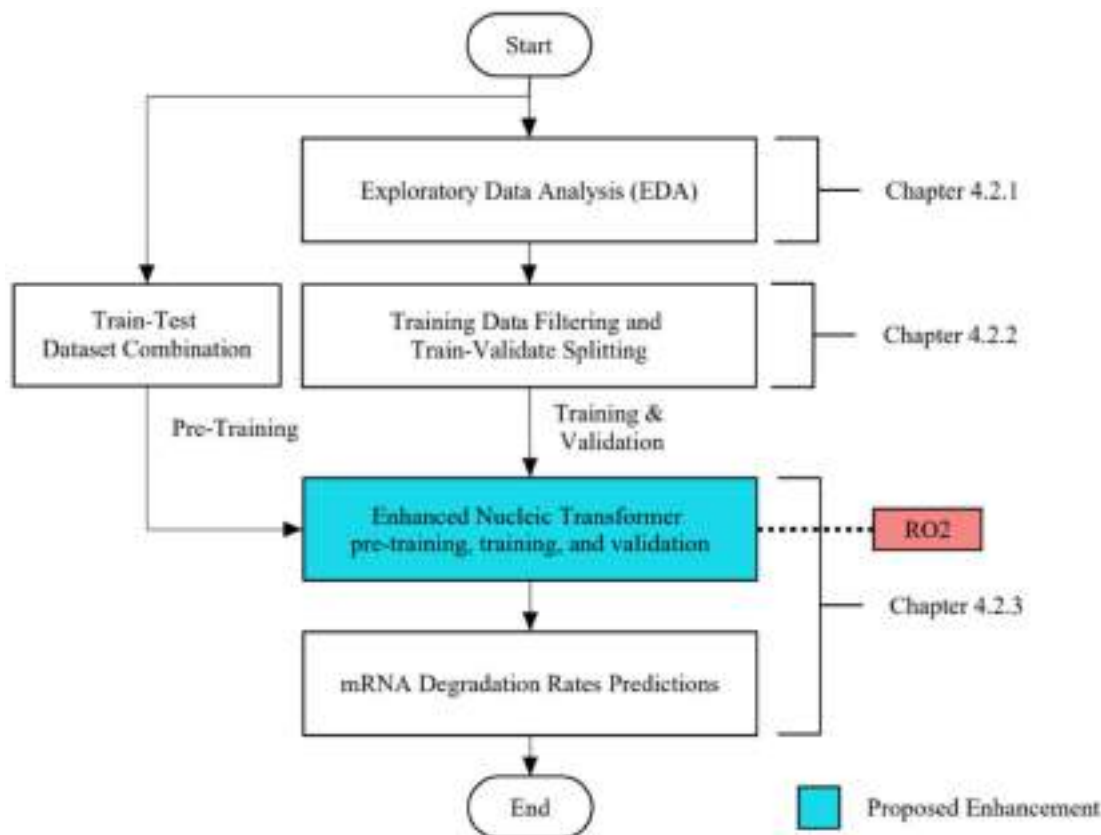 Start
Exploratory Data Analysis (EDA)
Chapter 4.2.1
Train-Test
Dataset Combination
Training Data Filtering and
Train-Validate Splitting
Chapter 4.2.2
Pre-Training
Training &
Validation
Enhanced Nucleic Transformer
pre-training, training, and validation
RO2
Chapter 4.2.3
mRNA Degradation Rates Predictions
End
Proposed Enhancement